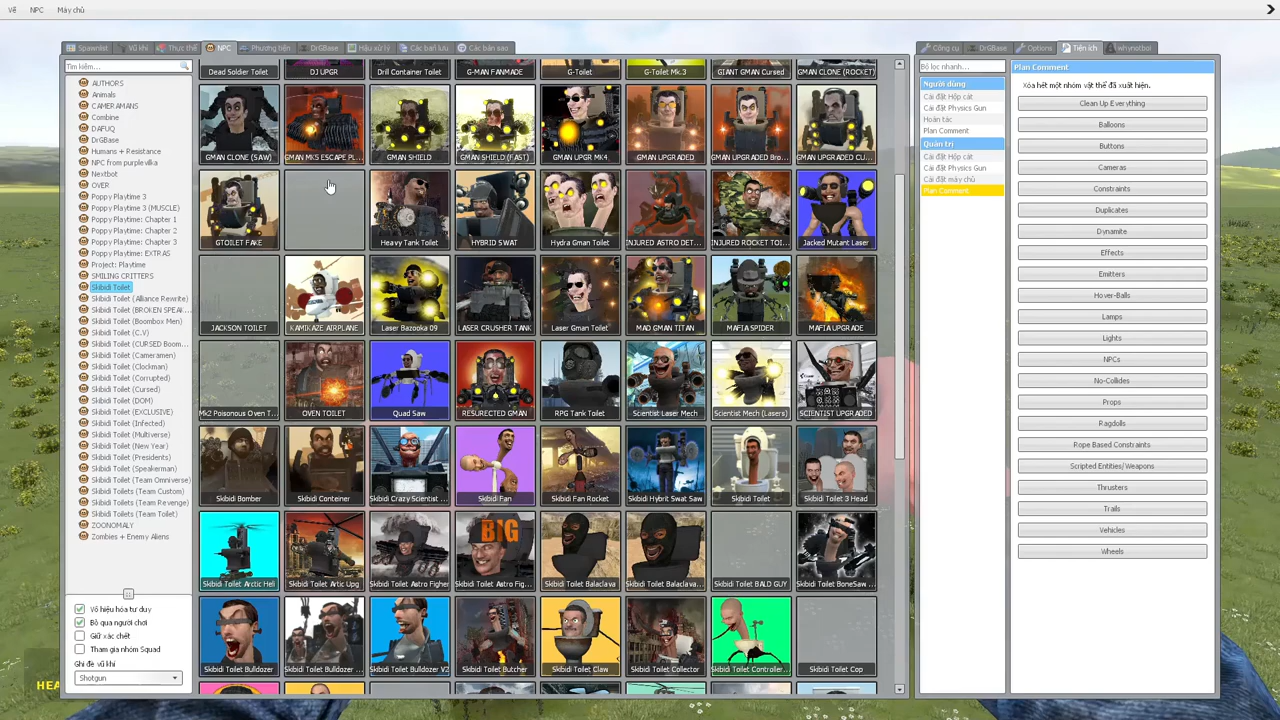 Vẽ NPC Máy chủ
Spawnlist Vũ khí Thực thể NPC Phương tiện DrGBase Hậu xử lý Các bản lưu Các bản sao
Công cụ DrGBase Options Tiện ích whynotboi
Tìm kiếm...
AUTHORS
Animals
CAMERAMANS
Combine
DAFUQ
DrGBase
Humans + Resistance
NPC from purplevilka
Nextbot
OVER
Poppy Playtime 3
Poppy Playtime 3 (MUSCLE)
Poppy Playtime: Chapter 1
Poppy Playtime: Chapter 2
Poppy Playtime: Chapter 3
Poppy Playtime: EXTRAS
Project: Playtime
SMILING CRITTERS
Skibidi Toilet
Skibidi Toilet (Alliance Rewrite)
Skibidi Toilet (BROKEN SPEAK...
Skibidi Toilet (Boombox Men)
Skibidi Toilet (C.V)
Skibidi Toilet (CURSED Boom...
Skibidi Toilet (Cameramen)
Skibidi Toilet (Clockman)
Skibidi Toilet (Corrupted)
Skibidi Toilet (Cursed)
Skibidi Toilet (DOM)
Skibidi Toilet (EXCLUSIVE)
Skibidi Toilet (Infected)
Skibidi Toilet (Multiverse)
Skibidi Toilet (New Year)
Skibidi Toilet (Presidents)
Skibidi Toilet (Speakerman)
Skibidi Toilet (Team Omniverse)
Skibidi Toilets (Team Custom)
Skibidi Toilets (Team Revenge)
Skibidi Toilets (Team Toilet)
ZOONOMALY
Zombies + Enemy Aliens
Vô hiệu hóa tư duy
Bỏ qua người chơi
Giữ xác chết
Tham gia nhóm Squad
Ghi đè vũ khí
Shotgun
Dead Soldier Toilet DJ UPGR Drill Container Toilet G-MAN FANMADE G-Toilet G-Toilet Mk.3 GIANT GMAN Cursed GMAN CLONE (ROCKET)
GMAN CLONE (SAW) GMAN MK5 ESCAPE PL... GMAN SHIELD GMAN SHIELD (FAST) GMAN UPGR MK4 GMAN UPGRADED GMAN UPGRADED Bro... GMAN UPGRADED CU...
GTOILET FAKE Heavy Tank Toilet HYBRID SWAT Hydra Gman Toilet INJURED ASTRO DET... INJURED ROCKET TOI... Jacked Mutant Laser
JACKSON TOILET KAMIKAZE AIRPLANE Laser Bazooka 09 LASER CRUSHER TANK Laser Gman Toilet MAD GMAN TITAN MAFIA SPIDER MAFIA UPGRADE
Mk2 Poisonous Oven T... OVEN TOILET Quad Saw RESURECTED GMAN RPG Tank Toilet Scientist Laser Mech Scientist Mech (Lasers) SCIENTIST UPGRADED
Skibidi Bomber Skibidi Conteiner Skibidi Crazy Scientist ... Skibidi Fan Skibidi Fan Rocket Skibidi Hybrit Swat Saw Skibidi Toilet Skibidi Toilet 3 Head
BIG
Skibidi Toilet Arctic Heli Skibidi Toilet Artic Upg Skibidi Toilet Astro Figher Skibidi Toilet Astro Fig... Skibidi Toilet Balaclava Skibidi Toilet Balaclava... Skibidi Toilet BALD GUY Skibidi Toilet BoneSaw ...
Skibidi Toilet Bulldozer Skibidi Toilet Bulldozer ... Skibidi Toilet Bulldozer V2 Skibidi Toilet Butcher Skibidi Toilet Claw Skibidi Toilet Collector Skibidi Toilet Controller... Skibidi Toilet Cop
Bộ lọc nhanh...
Người dùng
Cài đặt Hộp cát
Cài đặt Physics Gun
Hoàn tác
Plan Comment
Quản trị
Cài đặt Hộp cát
Cài đặt Physics Gun
Cài đặt máy chủ
Plan Comment
Plan Comment
Xóa hết một nhóm vật thể đã xuất hiện.
Clean Up Everything
Balloons
Buttons
Cameras
Constraints
Duplicates
Dynamite
Effects
Emitters
Hover-Balls
Lamps
Lights
NPCs
No-Collides
Props
Ragdolls
Rope Based Constraints
Scripted Entities/Weapons
Thrusters
Trails
Vehicles
Wheels
HEA